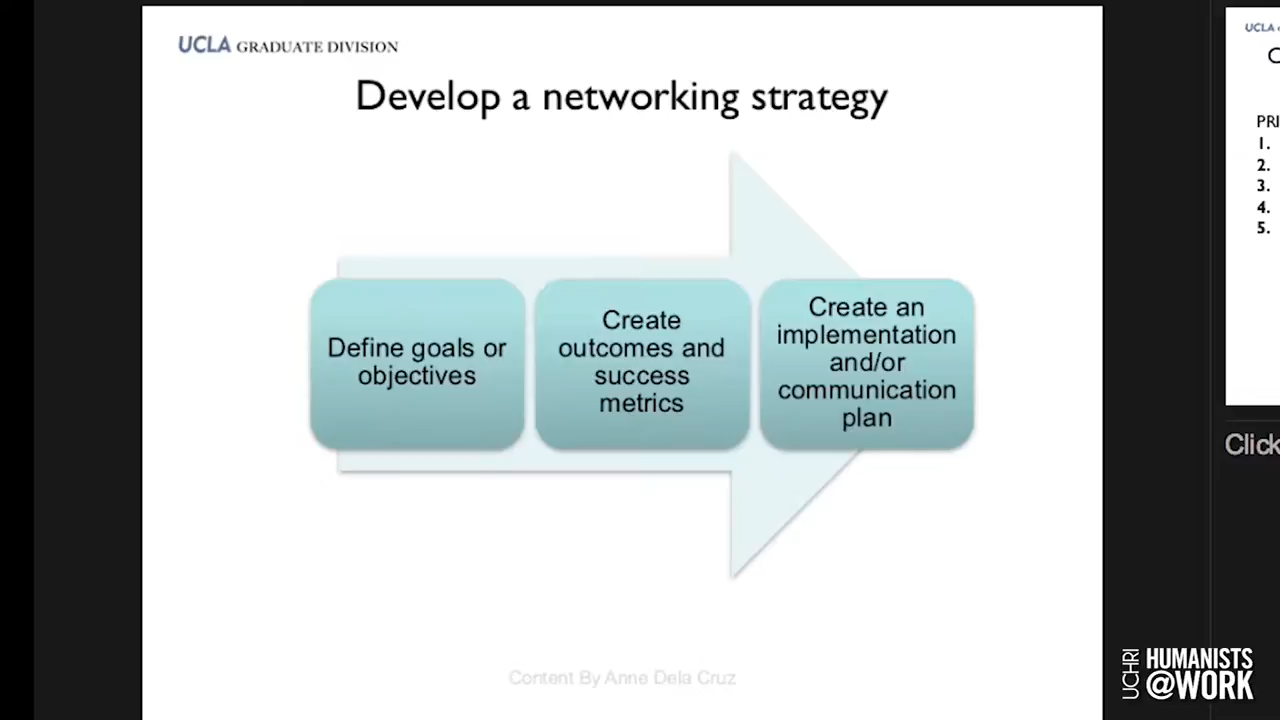 UCLA GRADUATE DIVISION
Develop a networking strategy
Define goals or
objectives
Create
outcomes and
success
metrics
Create an
implementation
and/or
communication
plan
Content By Anne Dela Cruz
UCLA
PRI
1.
2.
3.
4.
5.
Click
UCHRI
HUMANISTS
@WORK